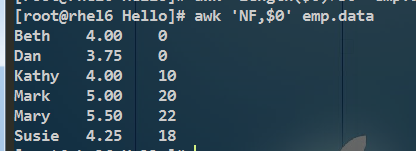 [root@rhel6 Hello]# awk 'NF,$0' emp.data
Beth 4.00 0
Dan 3.75 0
Kathy 4.00 10
Mark 5.00 20
Mary 5.50 22
Susie 4.25 18